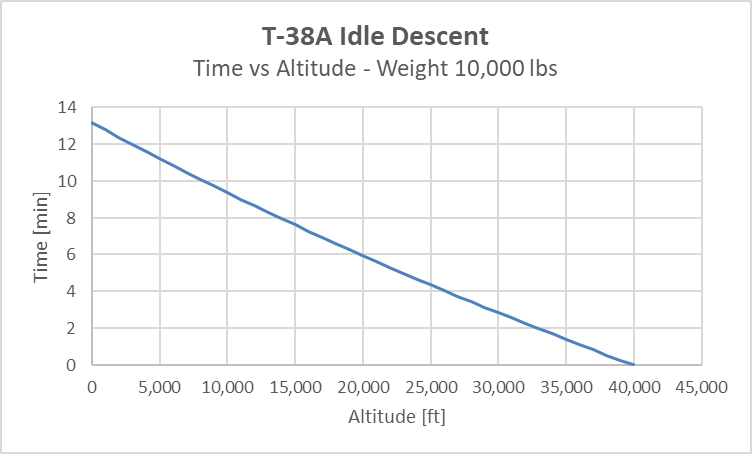 T-38A Idle Descent
Time vs Altitude - Weight 10,000 lbs
14
12
10
8
6
4
2
0
Time [min]
0 5,000 10,000 15,000 20,000 25,000 30,000 35,000 40,000 45,000
Altitude [ft]